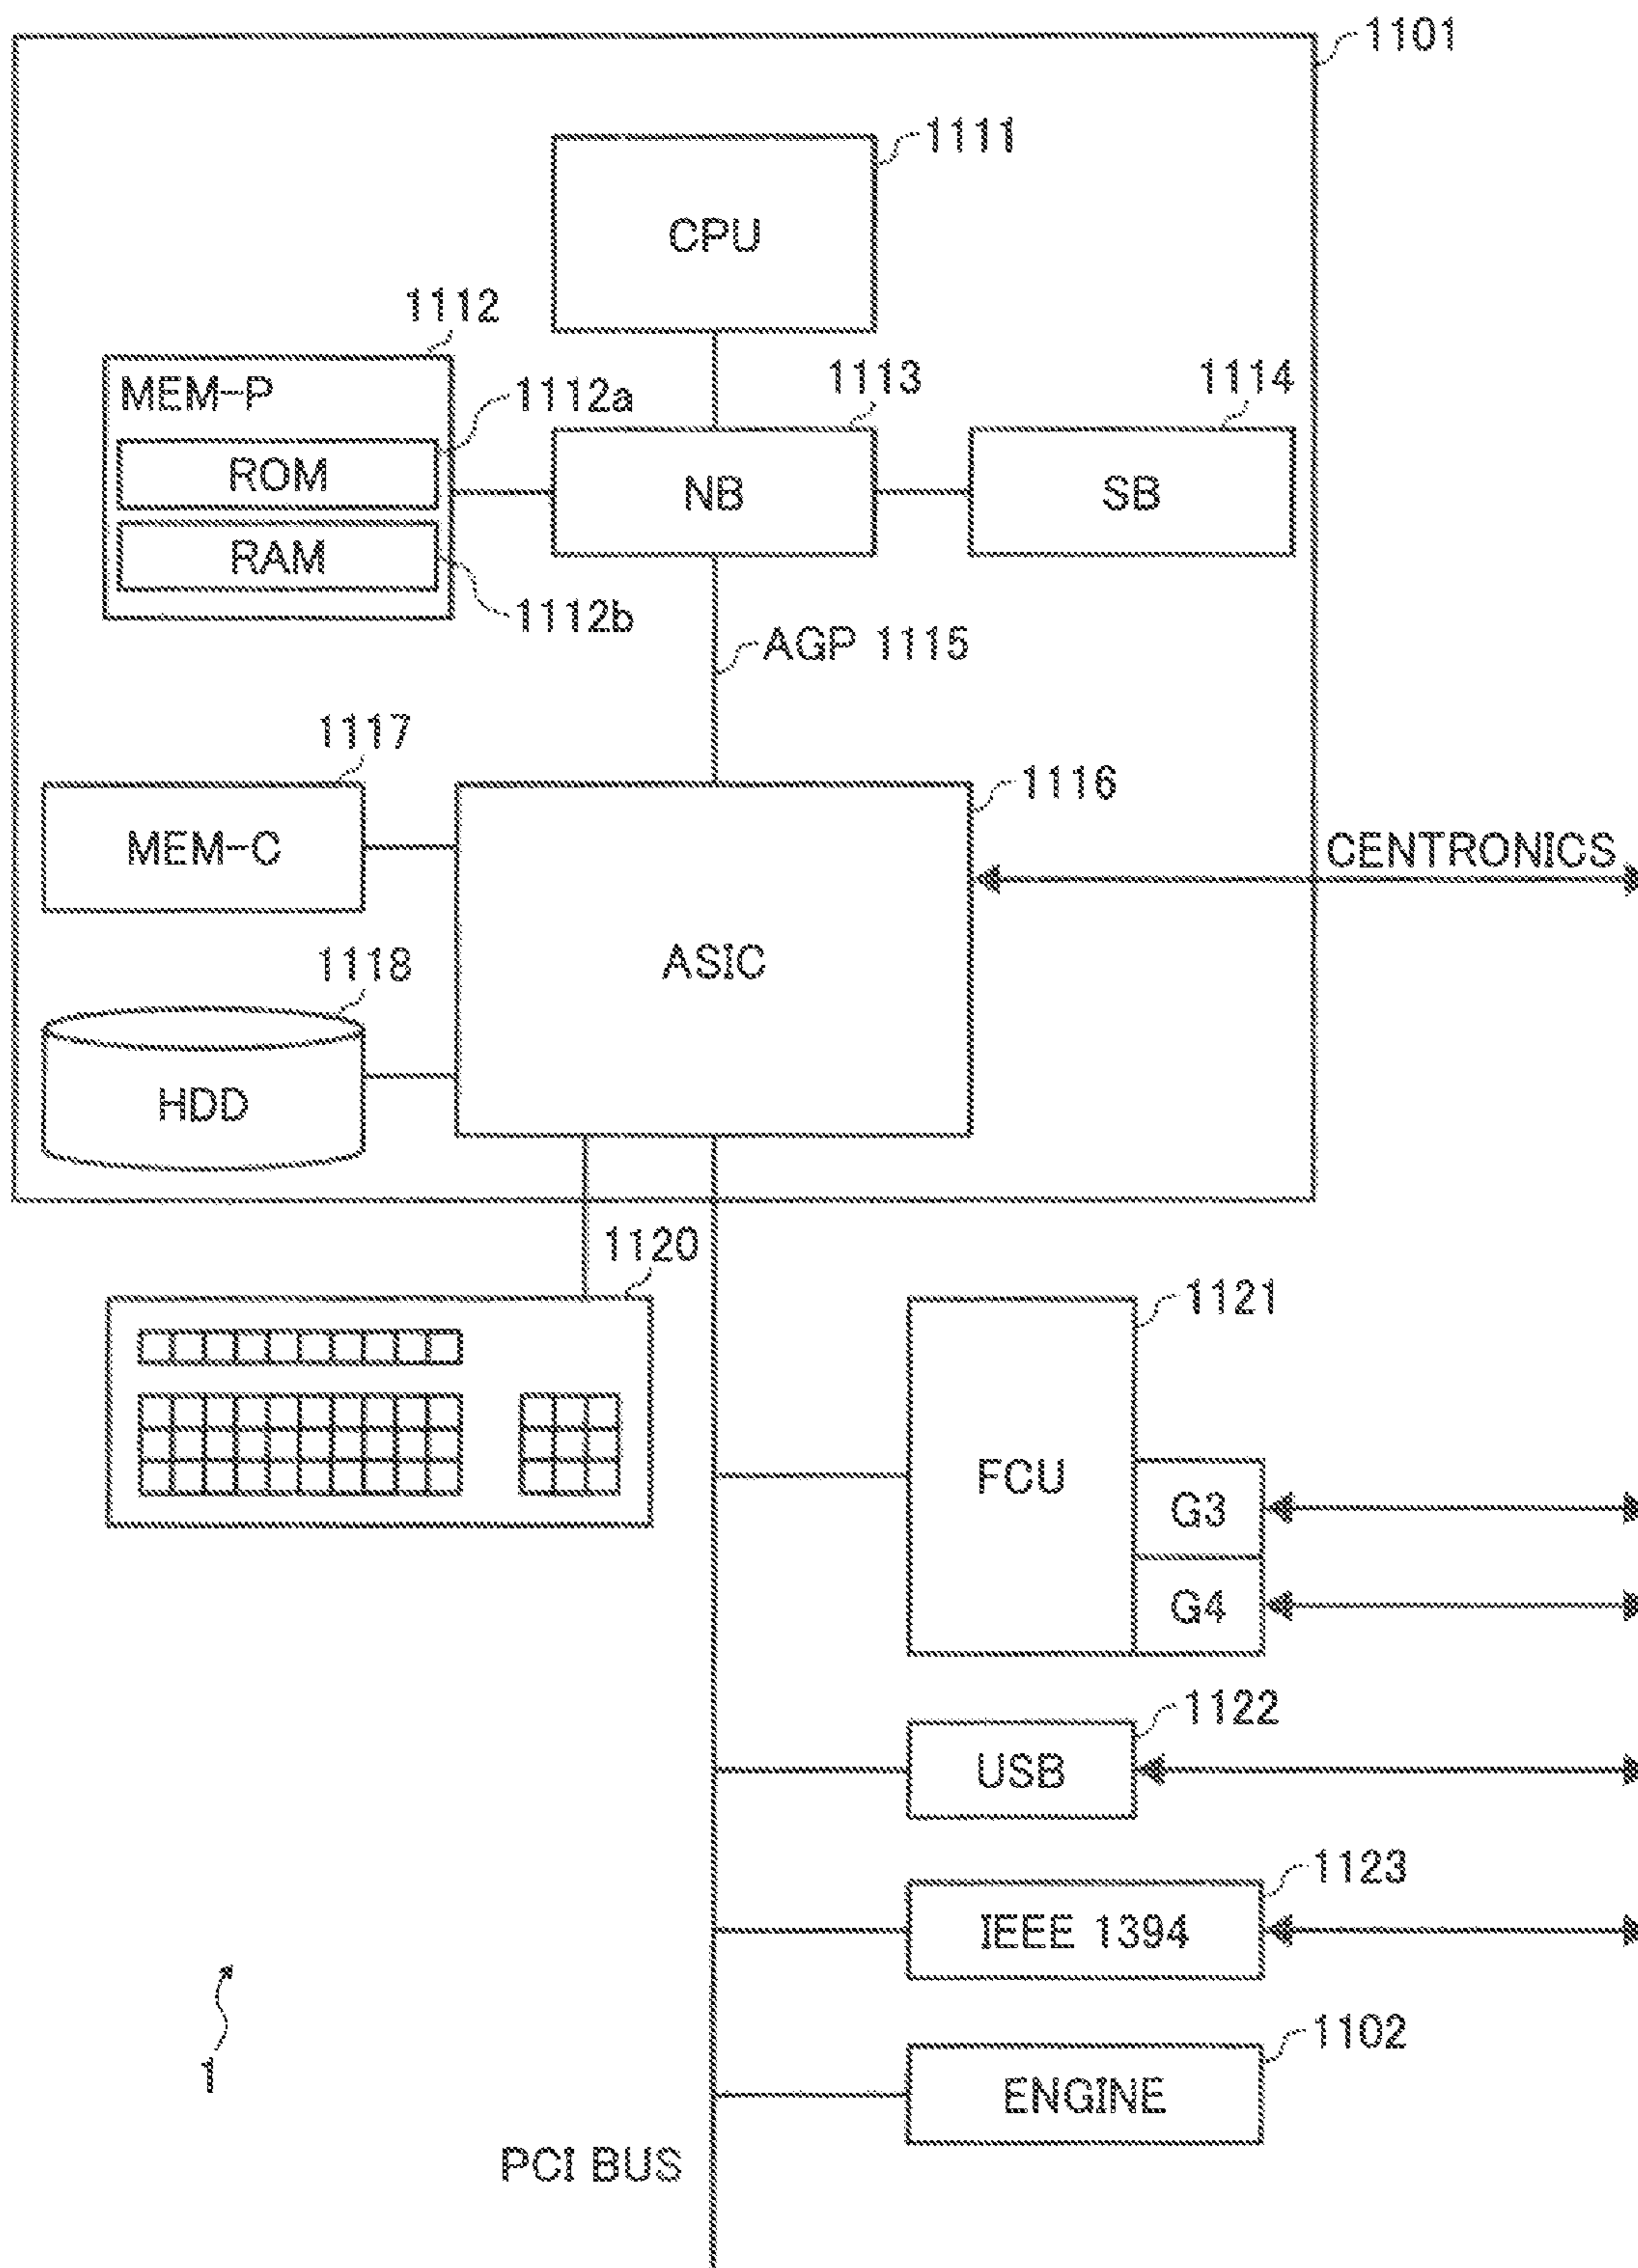 1101
1111
CPU
1112
MEM-P
1112a
ROM
RAM
1112b
1113
NB
1114
SB
AGP 1115
1117
MEM-C
1116
CENTRONICS
ASIC
1118
HDD
1120
1121
FCU
G3
G4
1122
USB
1123
IEEE 1394
1102
ENGINE
1
PCI BUS